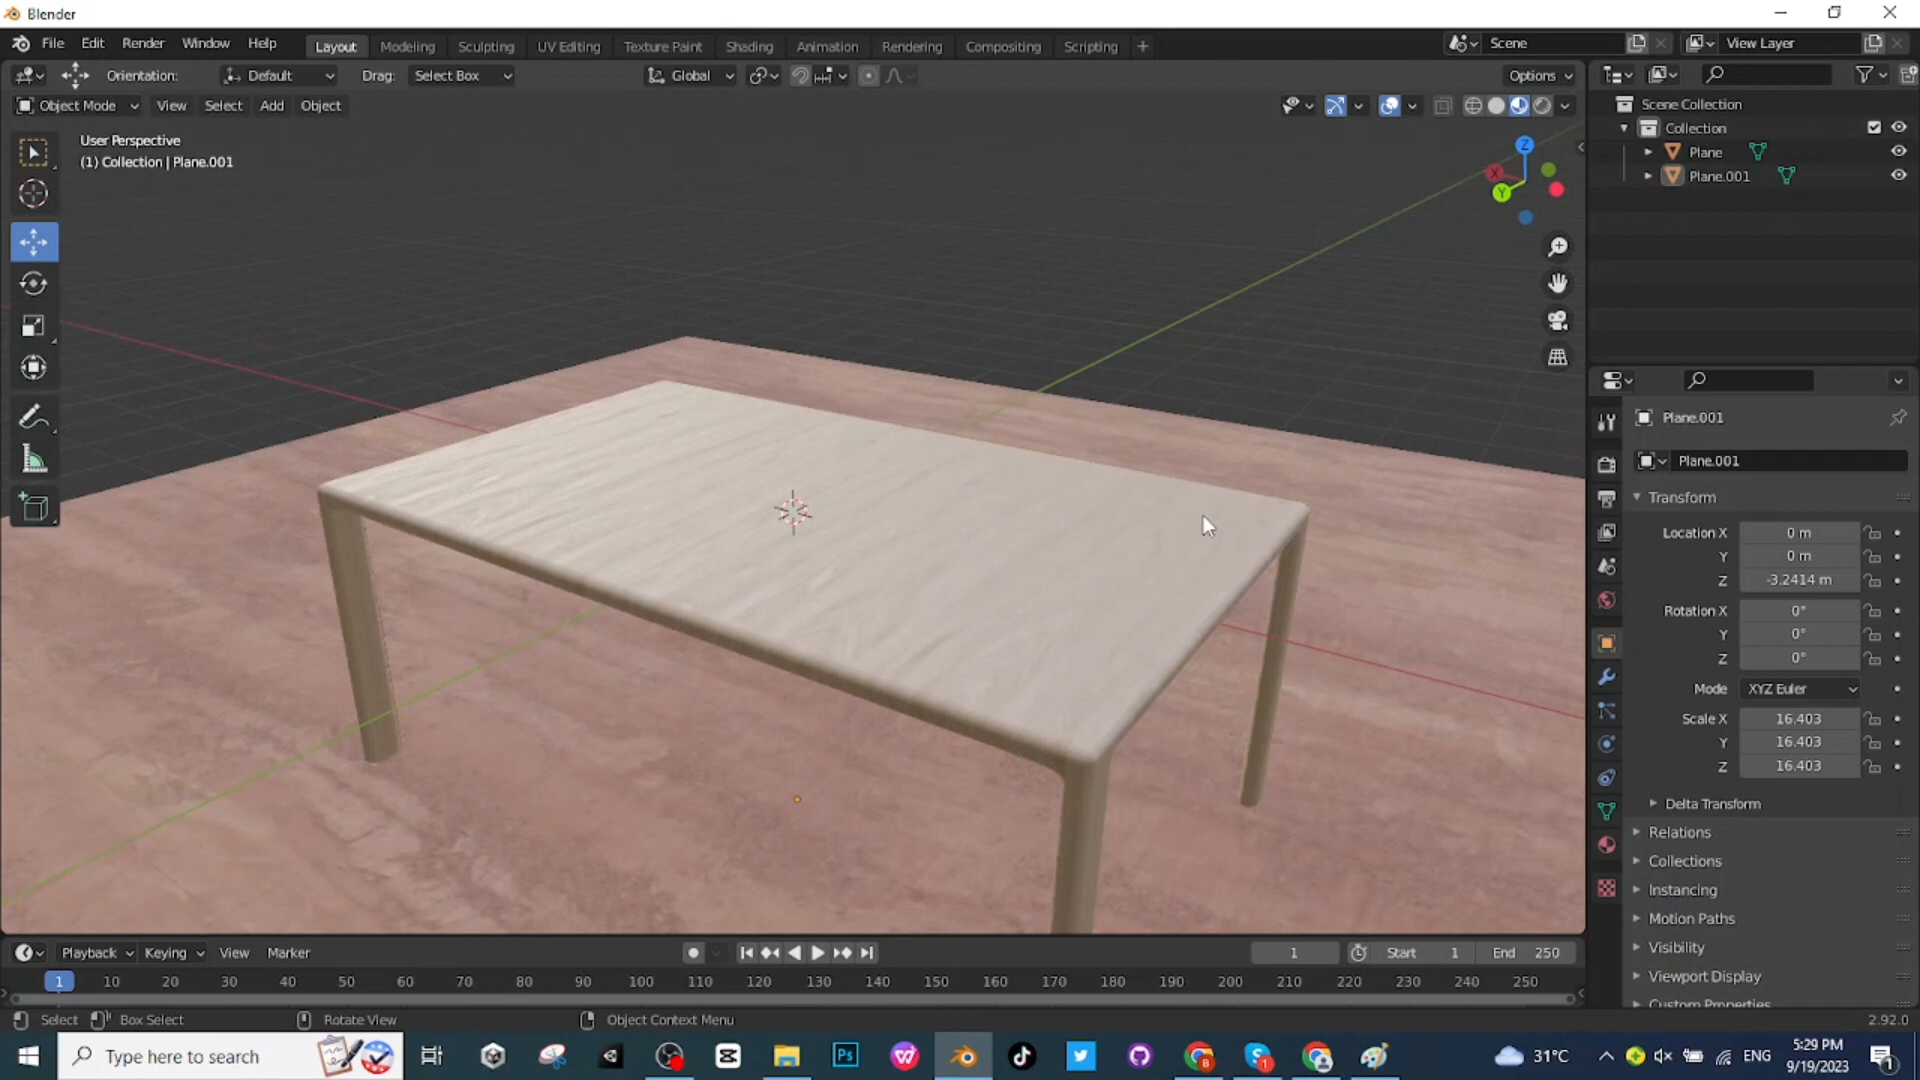 Blender
File Edit Render Window Help Layout Modeling Sculpting UV Editing Texture Paint Shading Animation Rendering Compositing Scripting + Scene View Layer
Orientation: Default Drag: Select Box Global Options
Object Mode View Select Add Object
User Perspective
(1) Collection | Plane.001
Z
X
Y
Scene Collection
Collection
Plane
Plane.001
Plane.001
Plane.001
Transform
Location X 0 m
Y 0 m
Z -3.2414 m
Rotation X 0°
Y 0°
Z 0°
Mode XYZ Euler
Scale X 16.403
Y 16.403
Z 16.403
Delta Transform
Relations
Collections
Instancing
Motion Paths
Visibility
Viewport Display
Custom Properties
Playback Keying View Marker 1 Start 1 End 250
1 10 20 30 40 50 60 70 80 90 100 110 120 130 140 150 160 170 180 190 200 210 220 230 240 250
Select Box Select Rotate View Object Context Menu 2.92.0
Type here to search Ps 31°C ENG 5:29 PM
9/19/2023